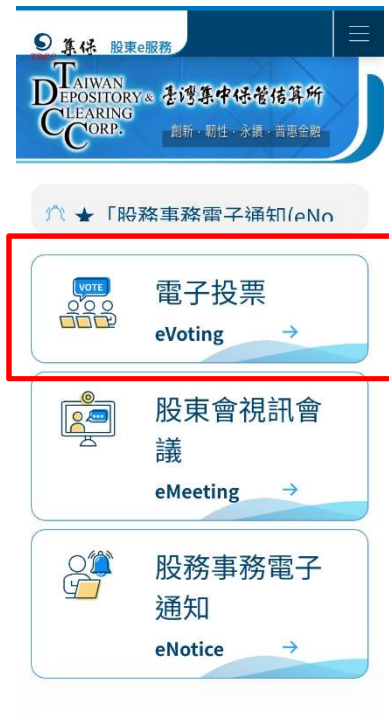 集保 股東e服務
TDCC
TAIWAN
DEPOSITORY &
CLEARING
CORP.
臺灣集中保管結算所
創新．韌性．永續．普惠金融
★「股務事務電子通知(eNo
VOTE
電子投票
eVoting →
股東會視訊會
議
eMeeting →
股務事務電子
通知
eNotice →